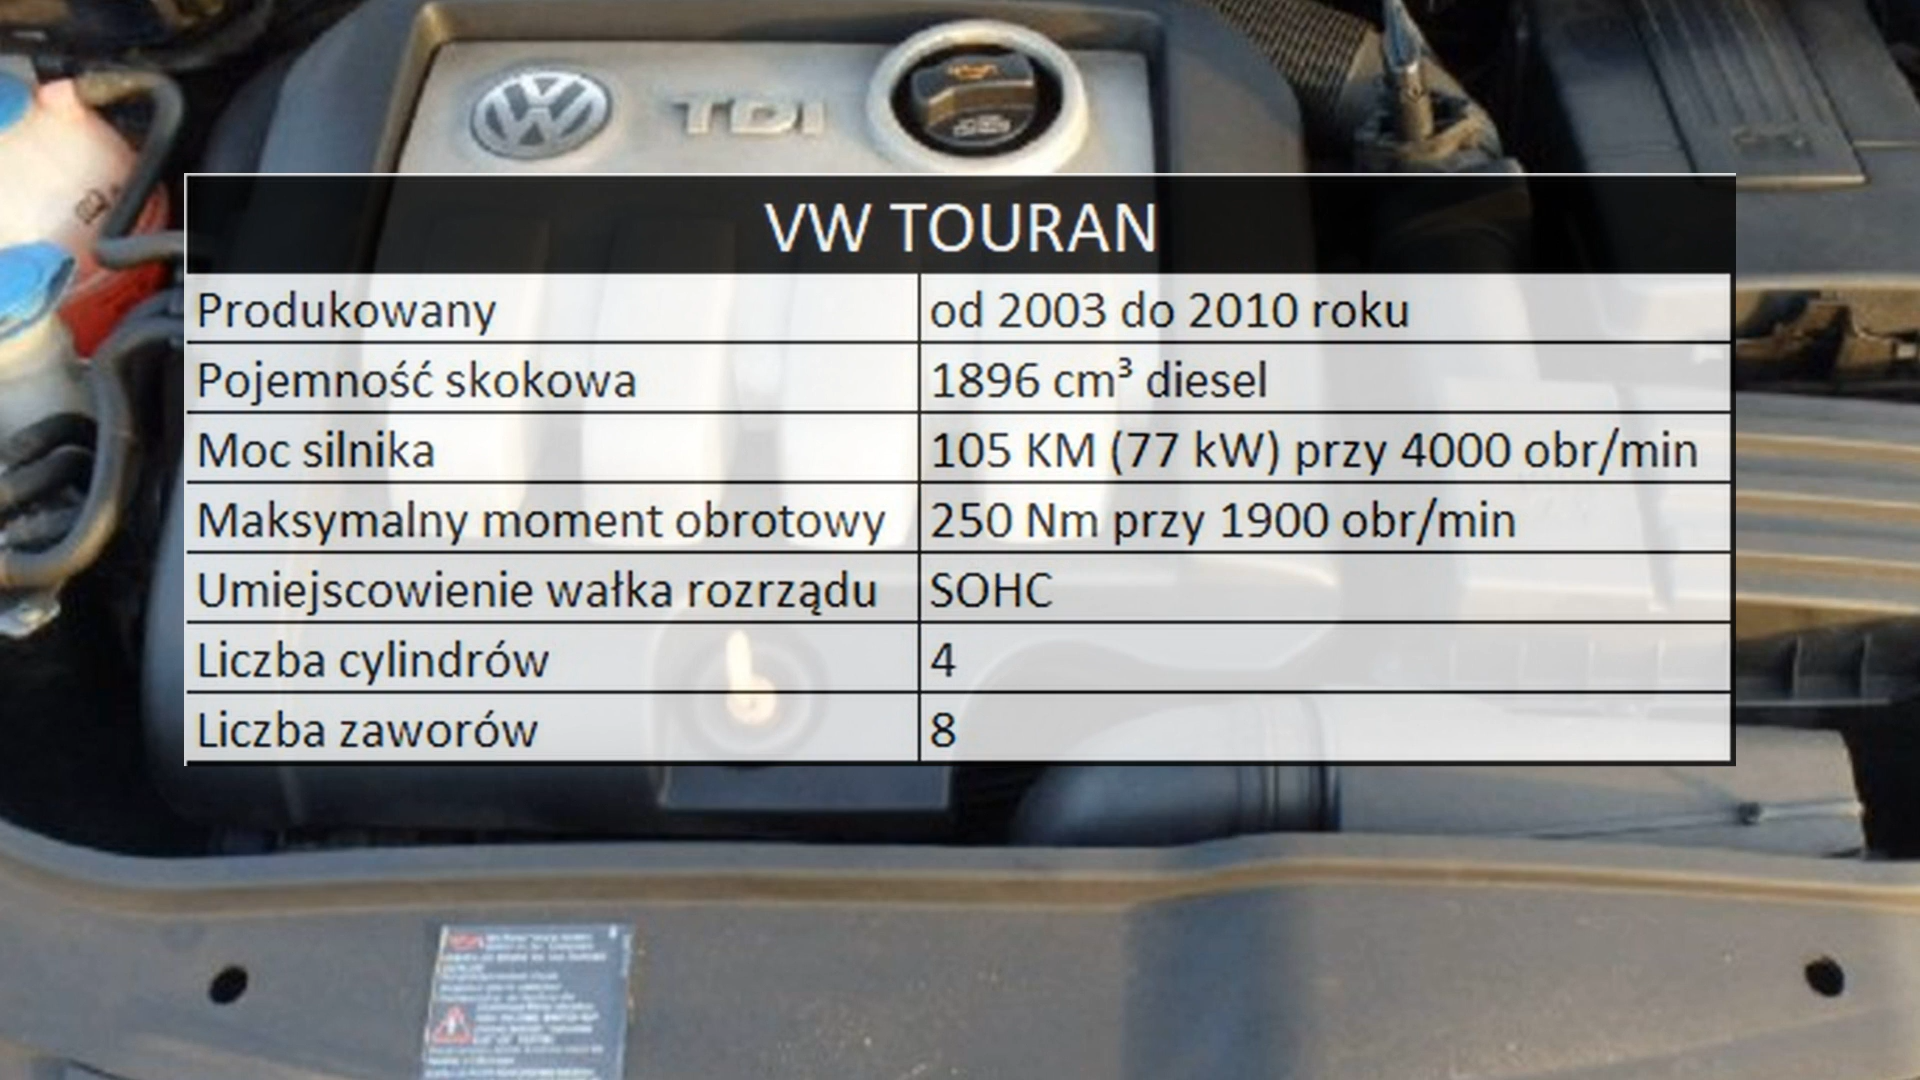 TDI
VW TOURAN
Produkowany od 2003 do 2010 roku
Pojemność skokowa 1896 cm³ diesel
Moc silnika 105 KM (77 kW) przy 4000 obr/min
Maksymalny moment obrotowy 250 Nm przy 1900 obr/min
Umiejscowienie wałka rozrządu SOHC
Liczba cylindrów 4
Liczba zaworów 8